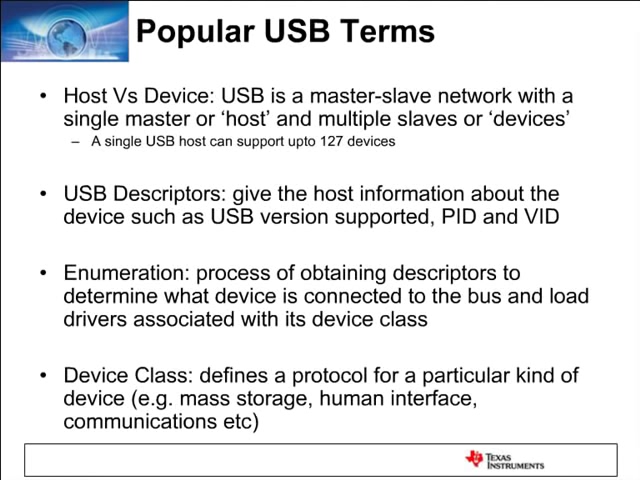 Popular USB Terms
• Host Vs Device: USB is a master-slave network with a
single master or ‘host’ and multiple slaves or ‘devices’
– A single USB host can support upto 127 devices
• USB Descriptors: give the host information about the
device such as USB version supported, PID and VID
• Enumeration: process of obtaining descriptors to
determine what device is connected to the bus and load
drivers associated with its device class
• Device Class: defines a protocol for a particular kind of
device (e.g. mass storage, human interface,
communications etc)
TEXAS
INSTRUMENTS